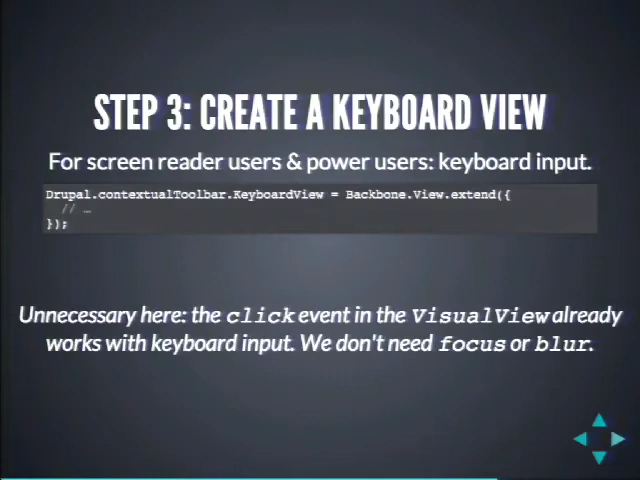 STEP 3: CREATE A KEYBOARD VIEW
For screen reader users & power users: keyboard input.
Drupal.contextualToolbar.KeyboardView = Backbone.View.extend({
// …
});
Unnecessary here: the click event in the VisualView already
works with keyboard input. We don't need focus or blur.